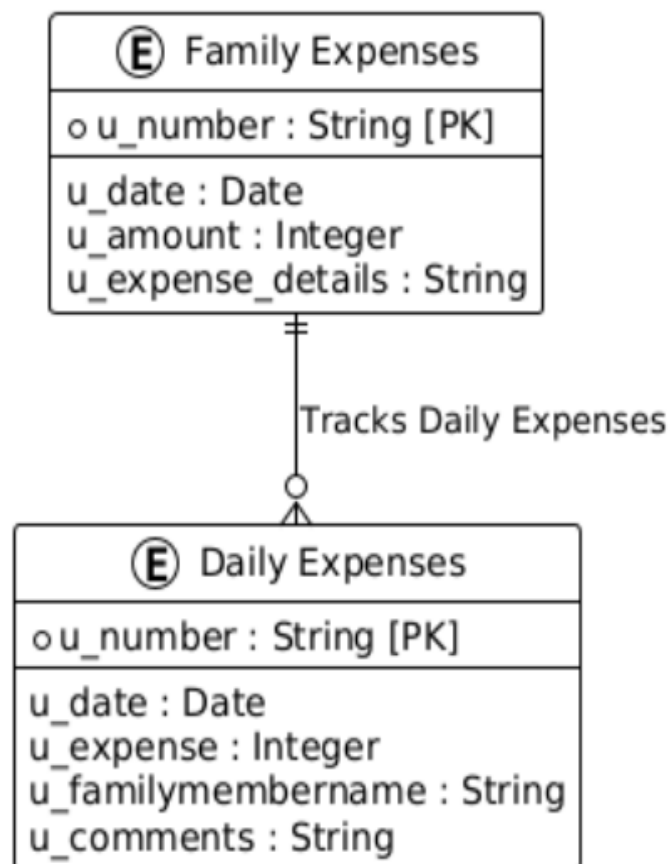 E Family Expenses
u_number : String [PK]
u_date : Date
u_amount : Integer
u_expense_details : String
Tracks Daily Expenses
E Daily Expenses
u_number : String [PK]
u_date : Date
u_expense : Integer
u_familymembername : String
u_comments : String